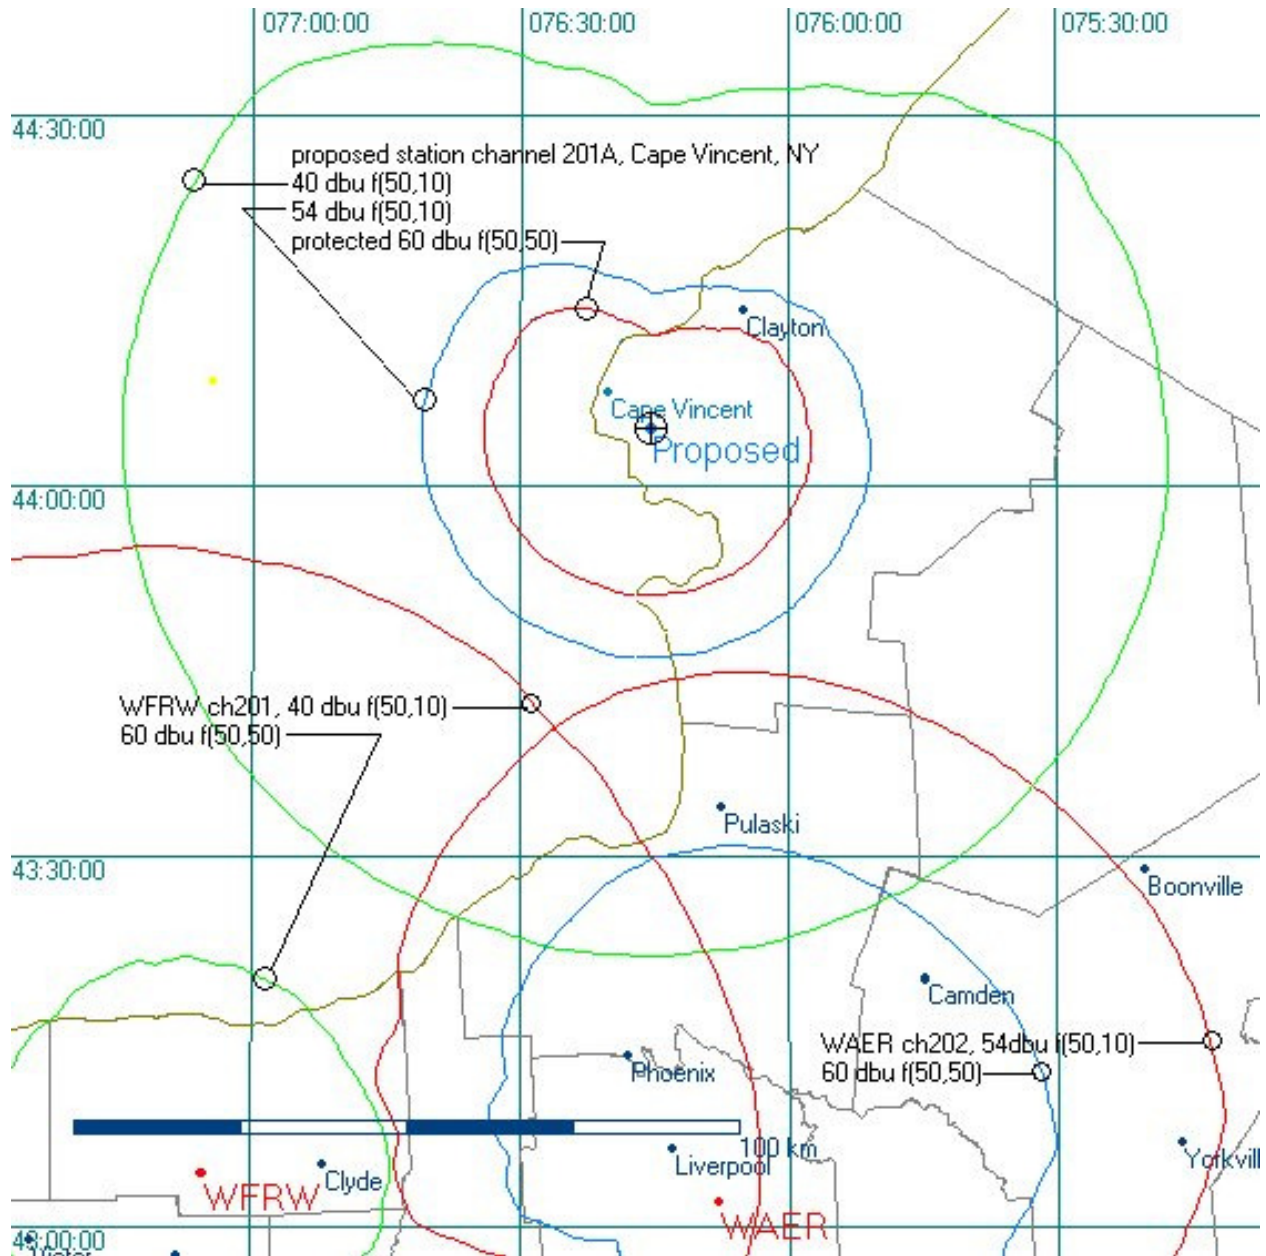 077:00:00
076:30:00
076:00:00
075:30:00
44:30:00
proposed station channel 201A, Cape Vincent, NY
40 dbu f(50,10)
54 dbu f(50,10)
protected 60 dbu f(50,50)
Clayton
Cape Vincent
Proposed
44:00:00
WFRW ch201, 40 dbu f(50,10)
60 dbu f(50,50)
Pulaski
43:30:00
Boonville
Camden
WAER ch202, 54dbu f(50,10)
60 dbu f(50,50)
Phoenix
100 km
Liverpool
Yorkvill
Clyde
WFRW
WAER
43:00:00